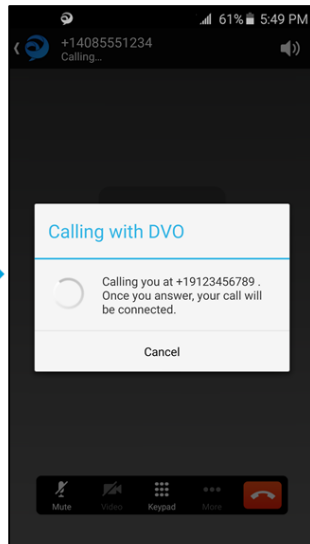 61% 5:49 PM
+14085551234
Calling...
Calling with DVO
Calling you at +19123456789 .
Once you answer, your call will
be connected.
Cancel
Mute Video Keypad More